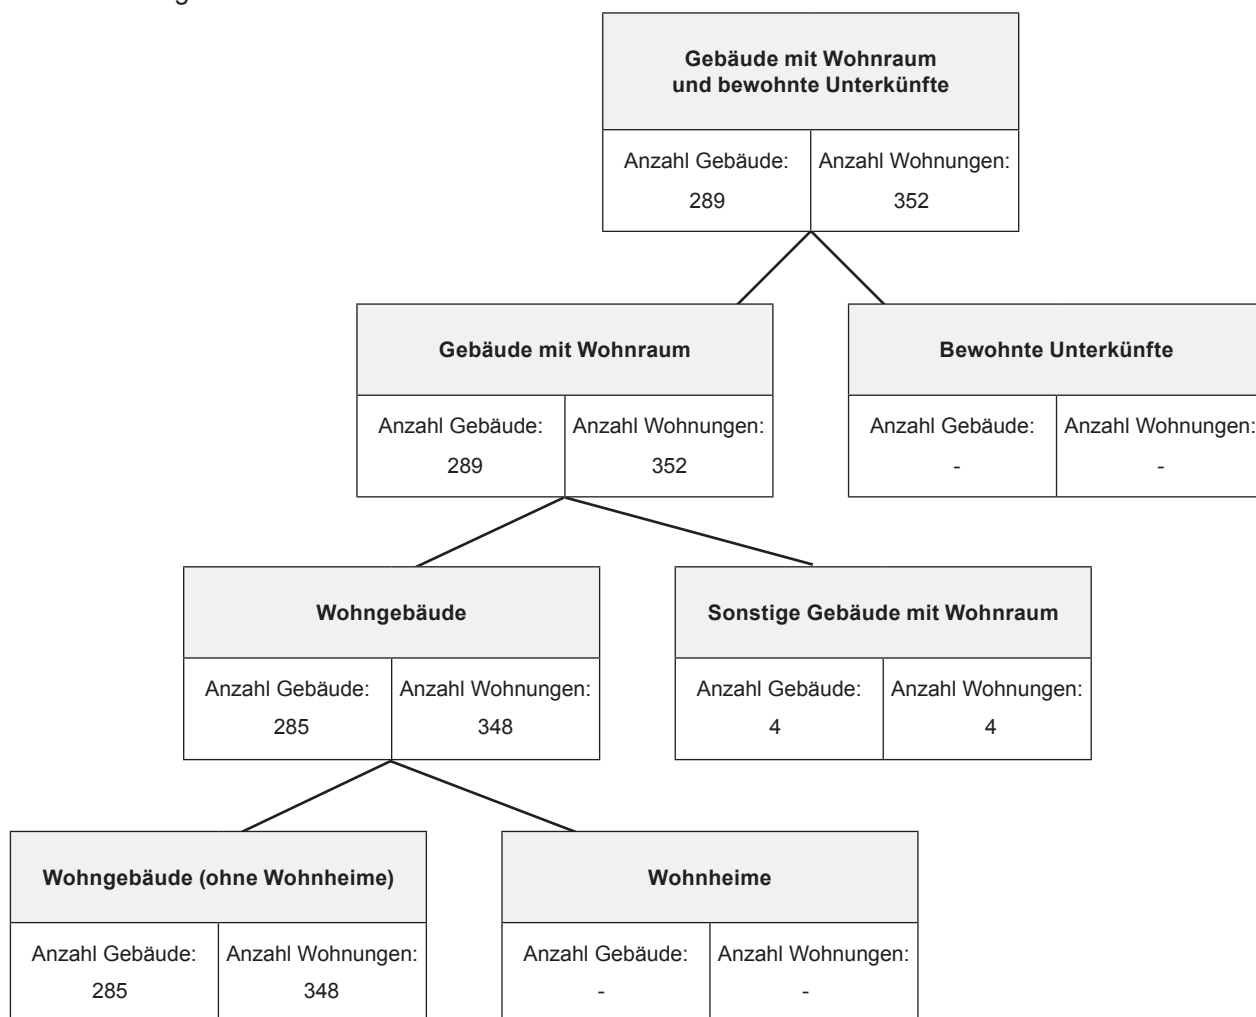 Gebäude mit Wohnraum
und bewohnte Unterkünfte
Anzahl Gebäude: Anzahl Wohnungen:
289 352
Gebäude mit Wohnraum
Bewohnte Unterkünfte
Anzahl Gebäude: Anzahl Wohnungen:
289 352
Anzahl Gebäude: Anzahl Wohnungen:
- -
Wohngebäude
Sonstige Gebäude mit Wohnraum
Anzahl Gebäude: Anzahl Wohnungen:
285 348
Anzahl Gebäude: Anzahl Wohnungen:
4 4
Wohngebäude (ohne Wohnheime)
Wohnheime
Anzahl Gebäude: Anzahl Wohnungen:
285 348
Anzahl Gebäude: Anzahl Wohnungen:
- -